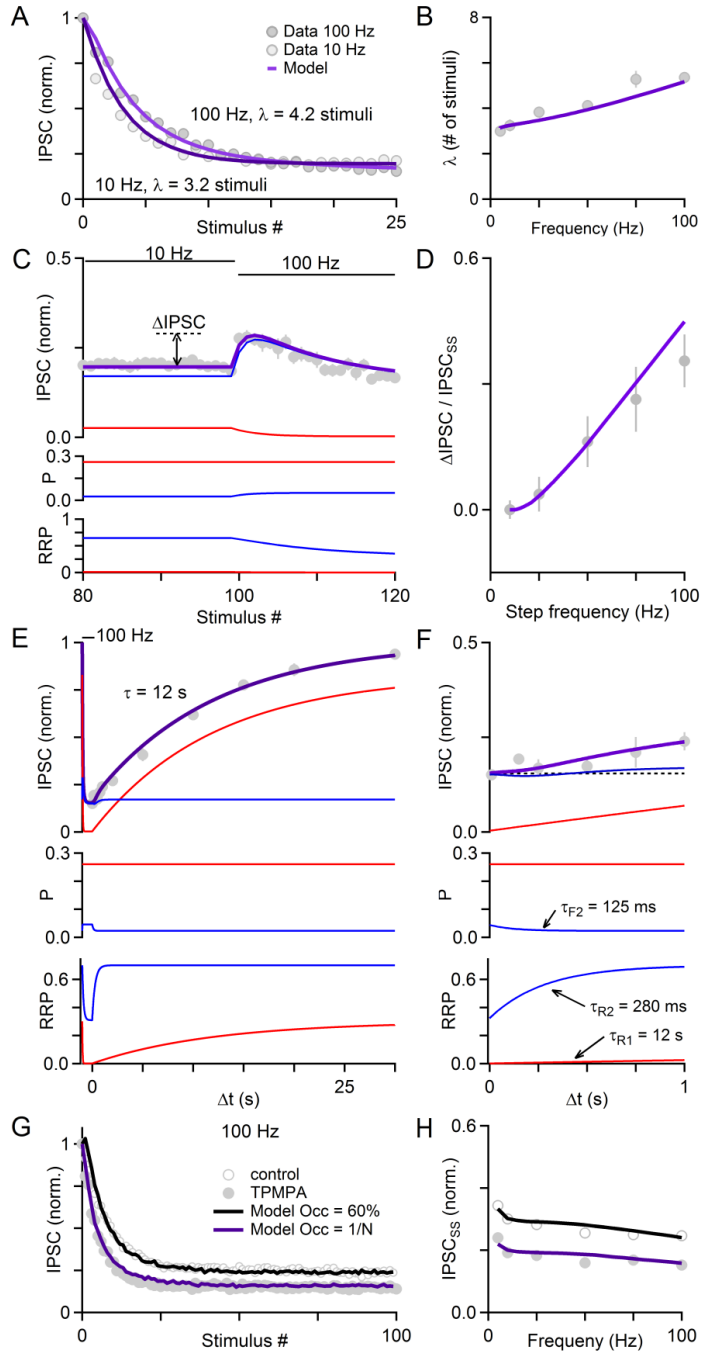 A
1
IPSC (norm.)
0
0
Stimulus #
25
Data 100 Hz
Data 10 Hz
Model
100 Hz, λ = 4.2 stimuli
10 Hz, λ = 3.2 stimuli
B
8
λ (# of stimuli)
0
0
Frequency (Hz)
100
C
10 Hz
100 Hz
0.5
ΔIPSC
IPSC (norm.)
0.0
0.3
P
0.0
1
RRP
0
80
100
120
Stimulus #
D
0.6
ΔIPSC / IPSCSS
0.0
0
Step frequency (Hz)
100
E
100 Hz
1
τ = 12 s
IPSC (norm.)
0
0.3
P
0.0
0.6
RRP
0.0
0
Δt (s)
25
F
0.5
IPSC (norm.)
0.0
0.3
P
τF2 = 125 ms
0.0
0.6
RRP
τR2 = 280 ms
τR1 = 12 s
0.0
0
Δt (s)
1
G
100 Hz
1
IPSC (norm.)
control
TPMPA
Model Occ = 60%
Model Occ = 1/N
0
0
Stimulus #
100
H
0.6
IPSCSS (norm.)
0.0
0
Frequeny (Hz)
100